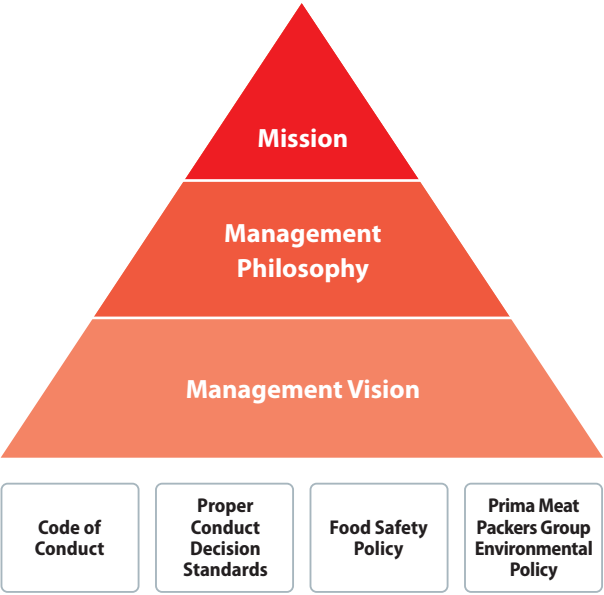 Mission
Management
Philosophy
Management Vision
Code of
Conduct
Proper
Conduct
Decision
Standards
Food Safety
Policy
Prima Meat
Packers Group
Environmental
Policy